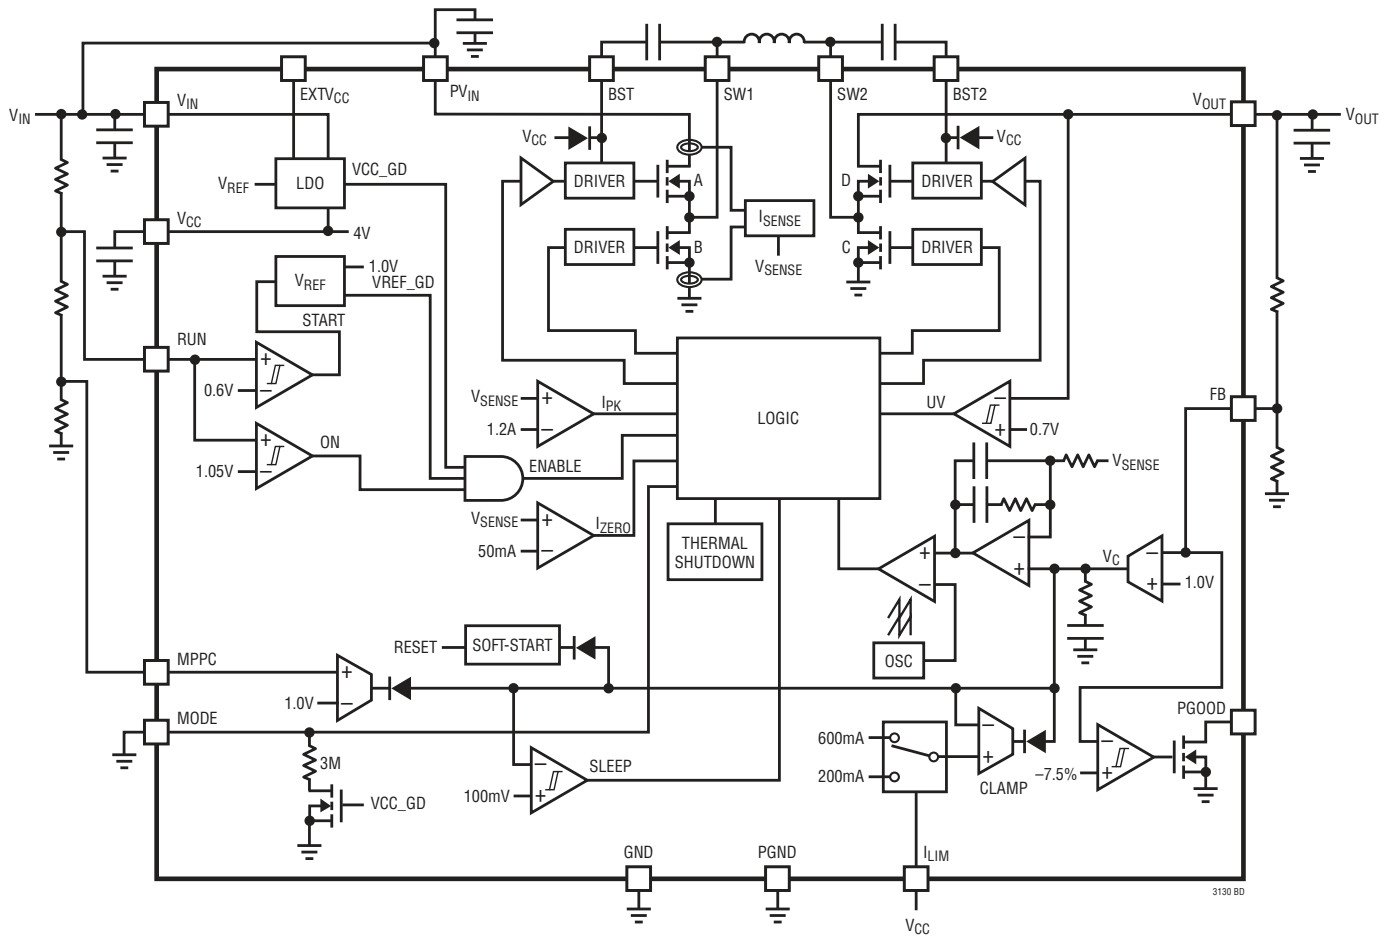 EXTVCC
PVIN
BST
SW1
SW2
BST2
VIN
VIN
VOUT
VOUT
VCC
VCC
VREF
LDO
VCC_GD
DRIVER
A
D
DRIVER
ISENSE
VCC
4V
DRIVER
B
C
DRIVER
VSENSE
VREF
1.0V
VREF_GD
START
RUN
+
0.6V
−
VSENSE
+
IPK
1.2A
−
LOGIC
UV
−
+
0.7V
FB
+
ON
1.05V
−
ENABLE
VSENSE
VSENSE
+
IZERO
50mA
−
THERMAL
SHUTDOWN
+
−
−
+
VC
−
+
1.0V
RESET
SOFT-START
OSC
MPPC
+
1.0V
−
MODE
3M
VCC_GD
−
SLEEP
100mV
+
600mA
200mA
−
+
CLAMP
PGOOD
−
–7.5%
+
GND
PGND
ILIM
VCC
3130 BD